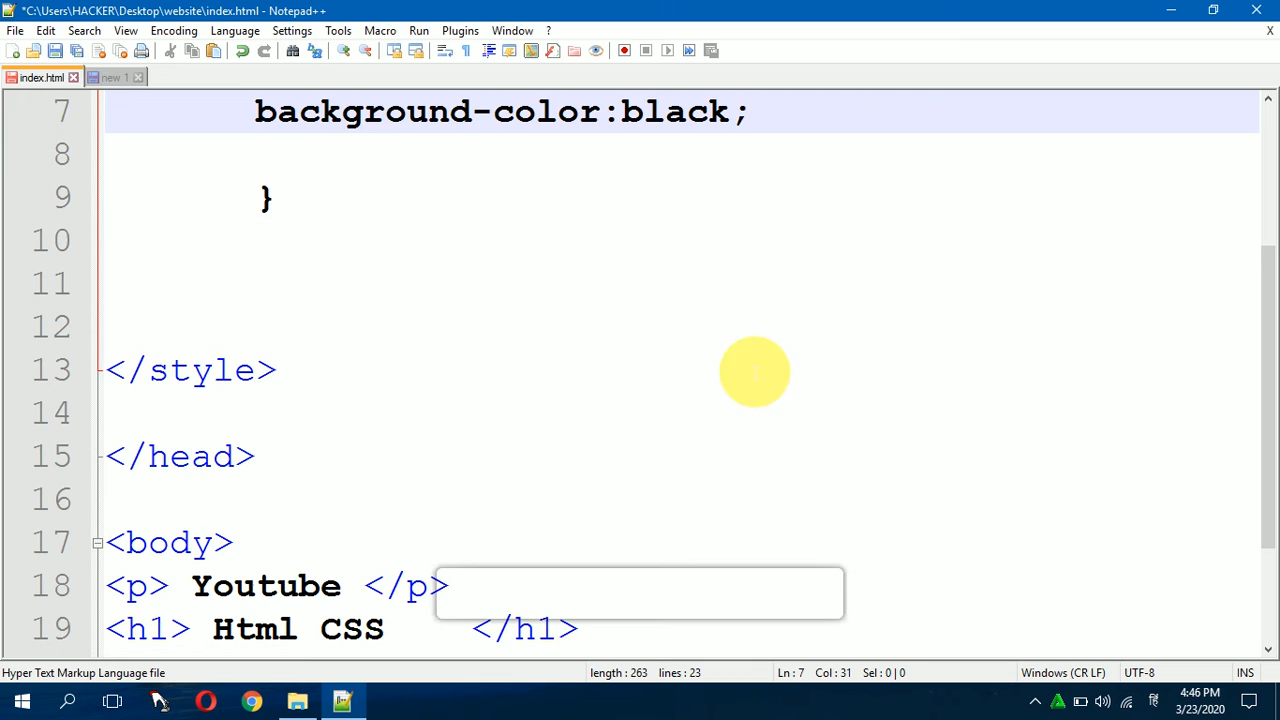 *C:\Users\HACKER\Desktop\website\index.html - Notepad++
File Edit Search View Encoding Language Settings Tools Macro Run Plugins Window ? X
index.html new 1
7 background-color:black;
8
9 }
10
11
12
13 </style>
14
15 </head>
16
17 <body>
18 <p> Youtube </p>
19 <h1> Html CSS </h1>
Hyper Text Markup Language file length : 263 lines : 23 Ln : 7 Col : 31 Sel : 0 | 0 Windows (CR LF) UTF-8 INS
हि 4:46 PM
3/23/2020